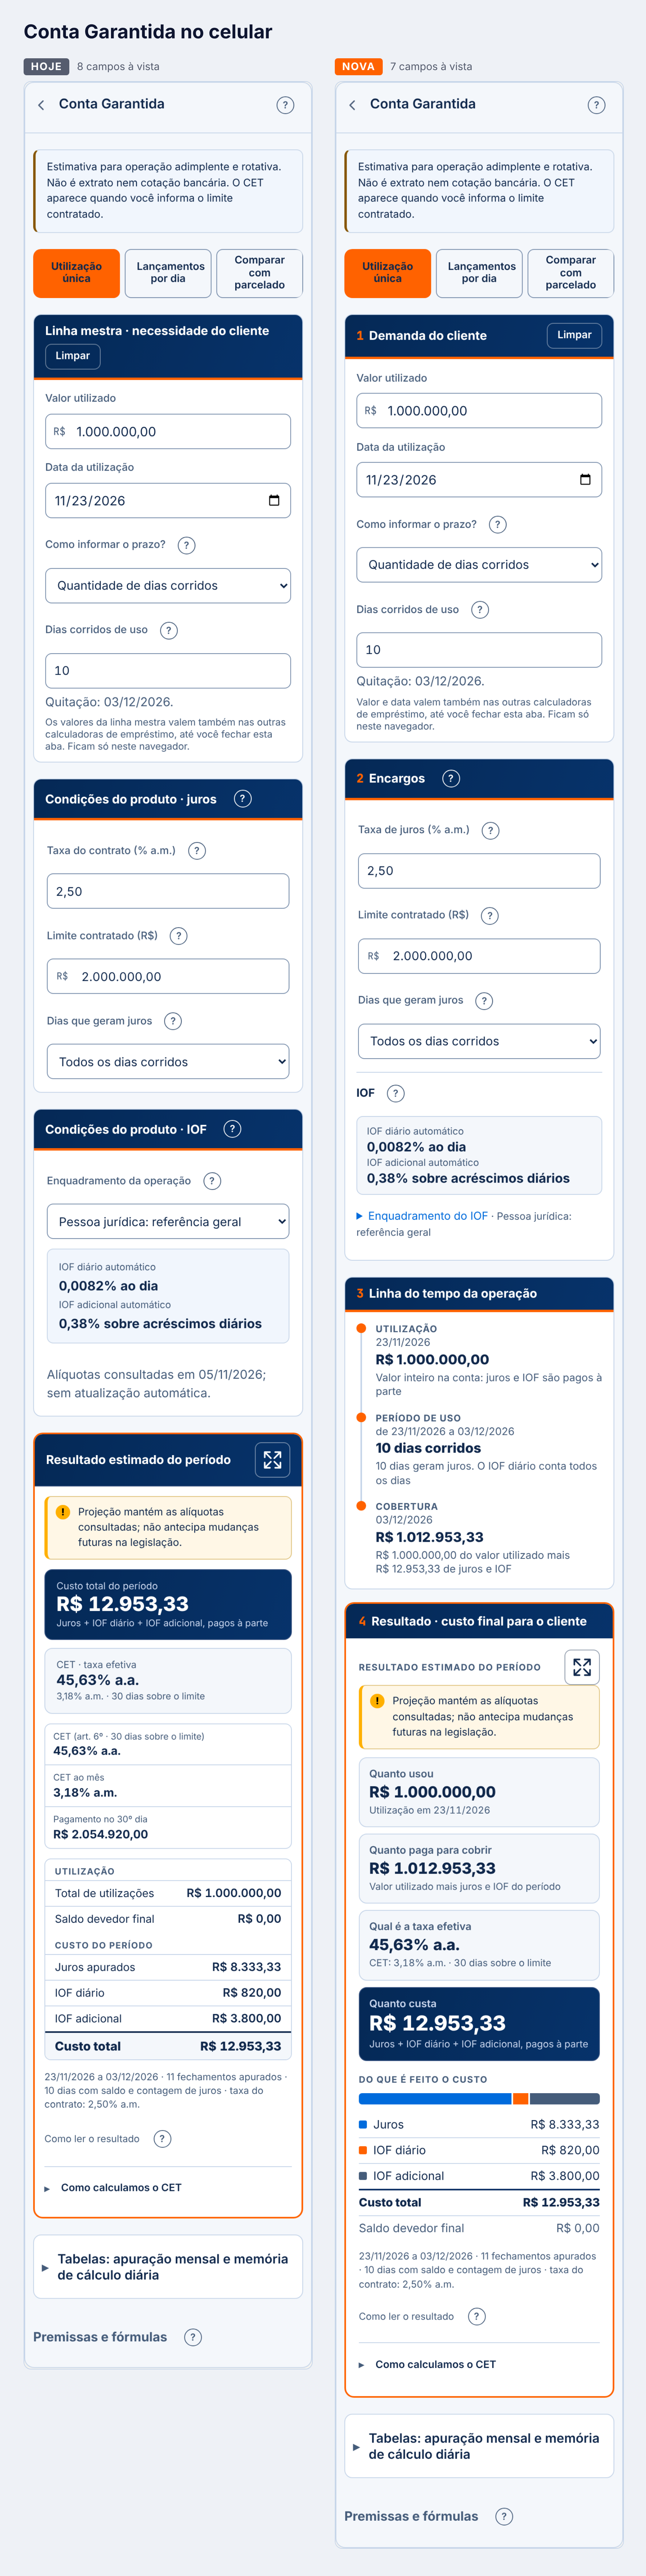 Conta Garantida no celular
HOJE 8 campos à vista
Conta Garantida ?
Estimativa para operação adimplente e rotativa.
Não é extrato nem cotação bancária. O CET
aparece quando você informa o limite
contratado.
Utilização
única
Lançamentos
por dia
Comparar
com
parcelado
Linha mestra · necessidade do cliente
Limpar
Valor utilizado
R$ 1.000.000,00
Data da utilização
11/23/2026
Como informar o prazo? ?
Quantidade de dias corridos
Dias corridos de uso ?
10
Quitação: 03/12/2026.
Os valores da linha mestra valem também nas outras
calculadoras de empréstimo, até você fechar esta
aba. Ficam só neste navegador.
Condições do produto · juros ?
Taxa do contrato (% a.m.) ?
2,50
Limite contratado (R$) ?
R$ 2.000.000,00
Dias que geram juros ?
Todos os dias corridos
Condições do produto · IOF ?
Enquadramento da operação ?
Pessoa jurídica: referência geral
IOF diário automático
0,0082% ao dia
IOF adicional automático
0,38% sobre acréscimos diários
Alíquotas consultadas em 05/11/2026;
sem atualização automática.
Resultado estimado do período
! Projeção mantém as alíquotas
consultadas; não antecipa mudanças
futuras na legislação.
Custo total do período
R$ 12.953,33
Juros + IOF diário + IOF adicional, pagos à parte
CET · taxa efetiva
45,63% a.a.
3,18% a.m. · 30 dias sobre o limite
CET (art. 6º · 30 dias sobre o limite)
45,63% a.a.
CET ao mês
3,18% a.m.
Pagamento no 30º dia
R$ 2.054.920,00
UTILIZAÇÃO
Total de utilizações R$ 1.000.000,00
Saldo devedor final R$ 0,00
CUSTO DO PERÍODO
Juros apurados R$ 8.333,33
IOF diário R$ 820,00
IOF adicional R$ 3.800,00
Custo total R$ 12.953,33
23/11/2026 a 03/12/2026 · 11 fechamentos apurados ·
10 dias com saldo e contagem de juros · taxa do
contrato: 2,50% a.m.
Como ler o resultado ?
Como calculamos o CET
Tabelas: apuração mensal e memória
de cálculo diária
Premissas e fórmulas ?
NOVA 7 campos à vista
Conta Garantida ?
Estimativa para operação adimplente e rotativa.
Não é extrato nem cotação bancária. O CET
aparece quando você informa o limite
contratado.
Utilização
única
Lançamentos
por dia
Comparar
com
parcelado
1 Demanda do cliente Limpar
Valor utilizado
R$ 1.000.000,00
Data da utilização
11/23/2026
Como informar o prazo? ?
Quantidade de dias corridos
Dias corridos de uso ?
10
Quitação: 03/12/2026.
Valor e data valem também nas outras calculadoras
de empréstimo, até você fechar esta aba. Ficam só
neste navegador.
2 Encargos ?
Taxa de juros (% a.m.) ?
2,50
Limite contratado (R$) ?
R$ 2.000.000,00
Dias que geram juros ?
Todos os dias corridos
IOF ?
IOF diário automático
0,0082% ao dia
IOF adicional automático
0,38% sobre acréscimos diários
Enquadramento do IOF · Pessoa jurídica:
referência geral
3 Linha do tempo da operação
UTILIZAÇÃO
23/11/2026
R$ 1.000.000,00
Valor inteiro na conta: juros e IOF são pagos à
parte
PERÍODO DE USO
de 23/11/2026 a 03/12/2026
10 dias corridos
10 dias geram juros. O IOF diário conta todos
os dias
COBERTURA
03/12/2026
R$ 1.012.953,33
R$ 1.000.000,00 do valor utilizado mais
R$ 12.953,33 de juros e IOF
4 Resultado · custo final para o cliente
RESULTADO ESTIMADO DO PERÍODO
! Projeção mantém as alíquotas
consultadas; não antecipa mudanças
futuras na legislação.
Quanto usou
R$ 1.000.000,00
Utilização em 23/11/2026
Quanto paga para cobrir
R$ 1.012.953,33
Valor utilizado mais juros e IOF do período
Qual é a taxa efetiva
45,63% a.a.
CET: 3,18% a.m. · 30 dias sobre o limite
Quanto custa
R$ 12.953,33
Juros + IOF diário + IOF adicional, pagos à parte
DO QUE É FEITO O CUSTO
Juros R$ 8.333,33
IOF diário R$ 820,00
IOF adicional R$ 3.800,00
Custo total R$ 12.953,33
Saldo devedor final R$ 0,00
23/11/2026 a 03/12/2026 · 11 fechamentos apurados
· 10 dias com saldo e contagem de juros · taxa do
contrato: 2,50% a.m.
Como ler o resultado ?
Como calculamos o CET
Tabelas: apuração mensal e memória
de cálculo diária
Premissas e fórmulas ?